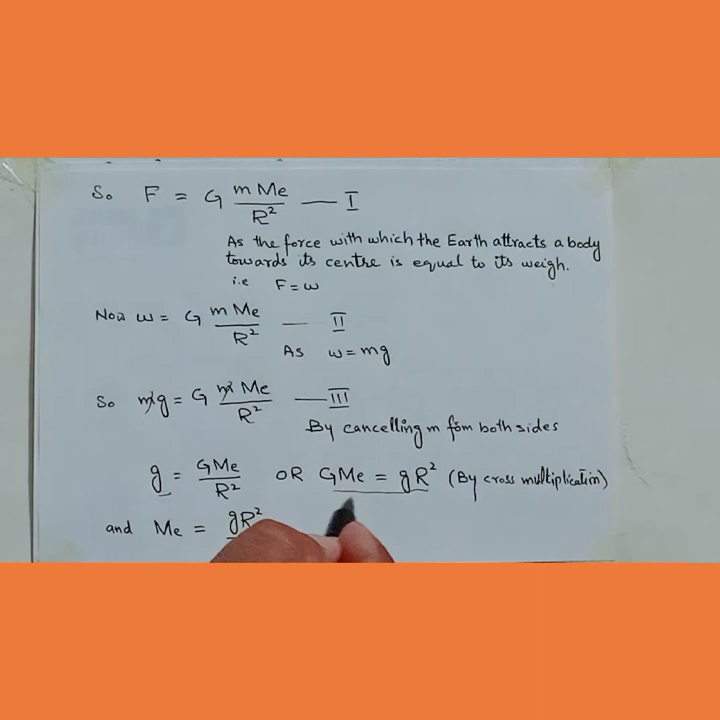 So F = G m Me / R² — I
As the force with which the Earth attracts a body
towards its centre is equal to its weigh.
i.e F = w
Now w = G m Me / R² — II
As w = mg
So mg = G m Me / R² — III
By cancelling m from both sides
g = GMe / R² OR GMe = gR² (By cross multiplication)
and Me = gR²